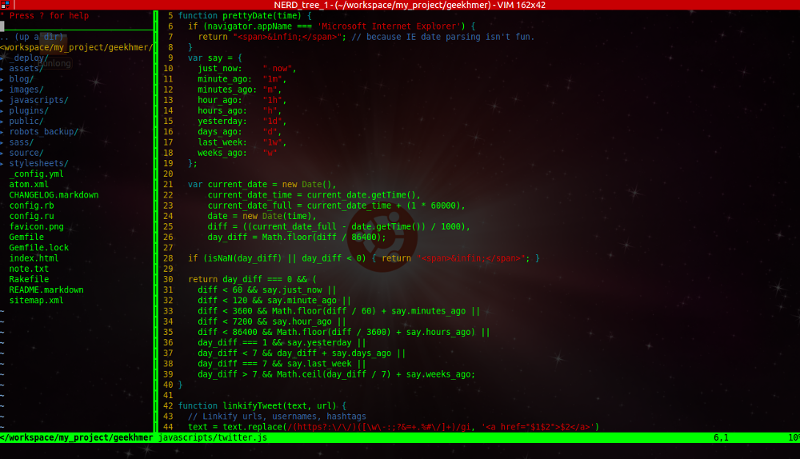 NERD_tree_1 - (~/workspace/my_project/geekhmer) - VIM 162x42
" Press ? for help
.. (up a dir)
<workspace/my_project/geekhmer/
▸ _deploy/
▸ assets/
▸ blog/
▸ images/
▸ javascripts/
▸ plugins/
▸ public/
▸ robots_backup/
▸ sass/
▸ source/
▸ stylesheets/
_config.yml
atom.xml
CHANGELOG.markdown
config.rb
config.ru
favicon.png
Gemfile
Gemfile.lock
index.html
note.txt
Rakefile
README.markdown
sitemap.xml
~
~
~
~
~
~
~
~
~
~
~
~
5 function prettyDate(time) {
6   if (navigator.appName === 'Microsoft Internet Explorer') {
7     return "<span>&infin;</span>"; // because IE date parsing isn't fun.
8   }
9   var say = {
10     just_now:    " now",
11     minute_ago:  "1m",
12     minutes_ago: "m",
13     hour_ago:    "1h",
14     hours_ago:   "h",
15     yesterday:   "1d",
16     days_ago:    "d",
17     last_week:   "1w",
18     weeks_ago:   "w"
19   };
20
21   var current_date = new Date(),
22       current_date_time = current_date.getTime(),
23       current_date_full = current_date_time + (1 * 60000),
24       date = new Date(time),
25       diff = ((current_date_full - date.getTime()) / 1000),
26       day_diff = Math.floor(diff / 86400);
27
28   if (isNaN(day_diff) || day_diff < 0) { return "<span>&infin;</span>"; }
29
30   return day_diff === 0 && (
31     diff < 60 && say.just_now ||
32     diff < 120 && say.minute_ago ||
33     diff < 3600 && Math.floor(diff / 60) + say.minutes_ago ||
34     diff < 7200 && say.hour_ago ||
35     diff < 86400 && Math.floor(diff / 3600) + say.hours_ago) ||
36     day_diff === 1 && say.yesterday ||
37     day_diff < 7 && day_diff + say.days_ago ||
38     day_diff === 7 && say.last_week ||
39     day_diff > 7 && Math.ceil(day_diff / 7) + say.weeks_ago;
40 }
41
42 function linkifyTweet(text, url) {
43   // Linkify urls, usernames, hashtags
44   text = text.replace(/(https?:\/\/)([\w\-:;?&=+.%#\/]+)/gi, '<a href="$1$2">$2</a>')
</workspace/my_project/geekhmer javascripts/twitter.js 6,1 10%